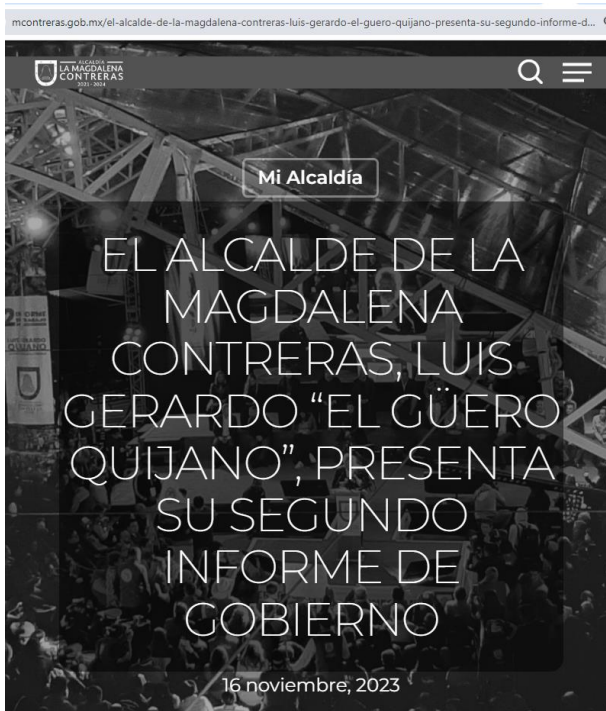 mcontreras.gob.mx/el-alcalde-de-la-magdalena-contreras-luis-gerardo-el-guero-quijano-presenta-su-segundo-informe-d...
ALCALDÍA
LA MAGDALENA
CONTRERAS
2021 - 2024
Mi Alcaldía
EL ALCALDE DE LA
MAGDALENA
CONTRERAS, LUIS
GERARDO “EL GÜERO
QUIJANO”, PRESENTA
SU SEGUNDO
INFORME DE
GOBIERNO
16 noviembre, 2023
QUIJANO